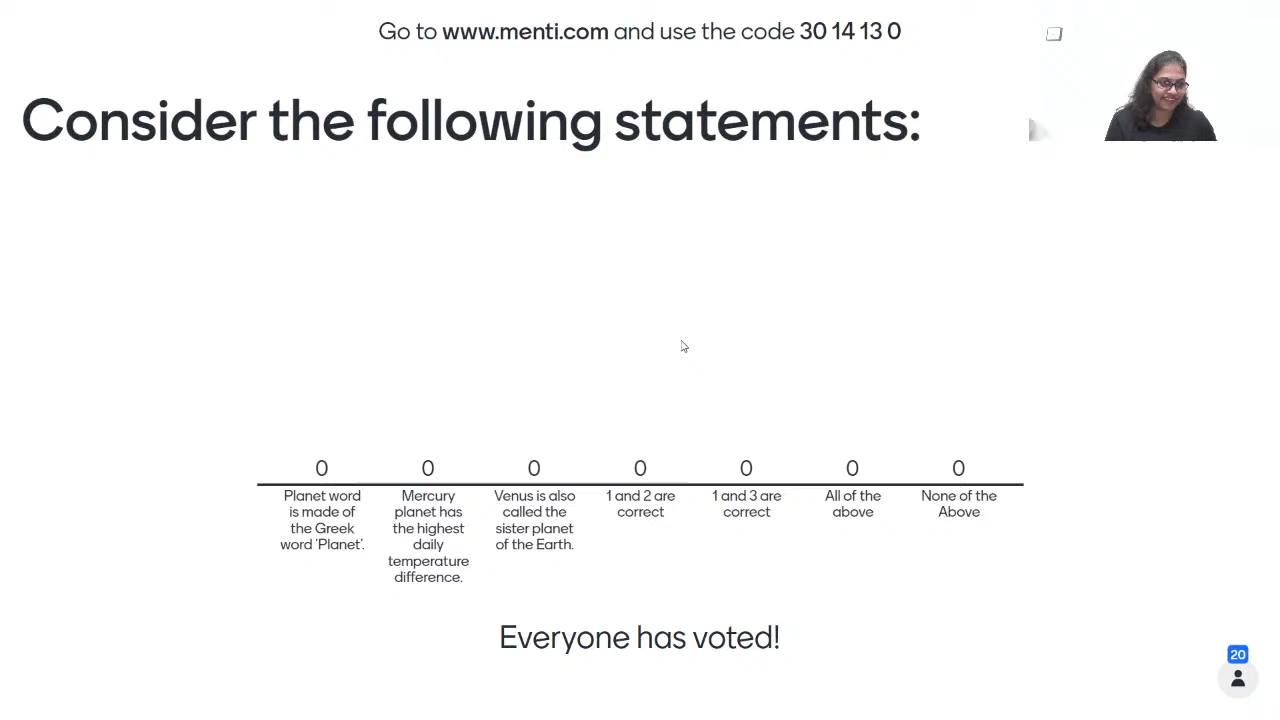 Go to www.menti.com and use the code 30 14 13 0
Consider the following statements:
0 0 0 0 0 0 0
Planet word
is made of
the Greek
word 'Planet'.
Mercury
planet has
the highest
daily
temperature
difference.
Venus is also
called the
sister planet
of the Earth.
1 and 2 are
correct
1 and 3 are
correct
All of the
above
None of the
Above
Everyone has voted!
20